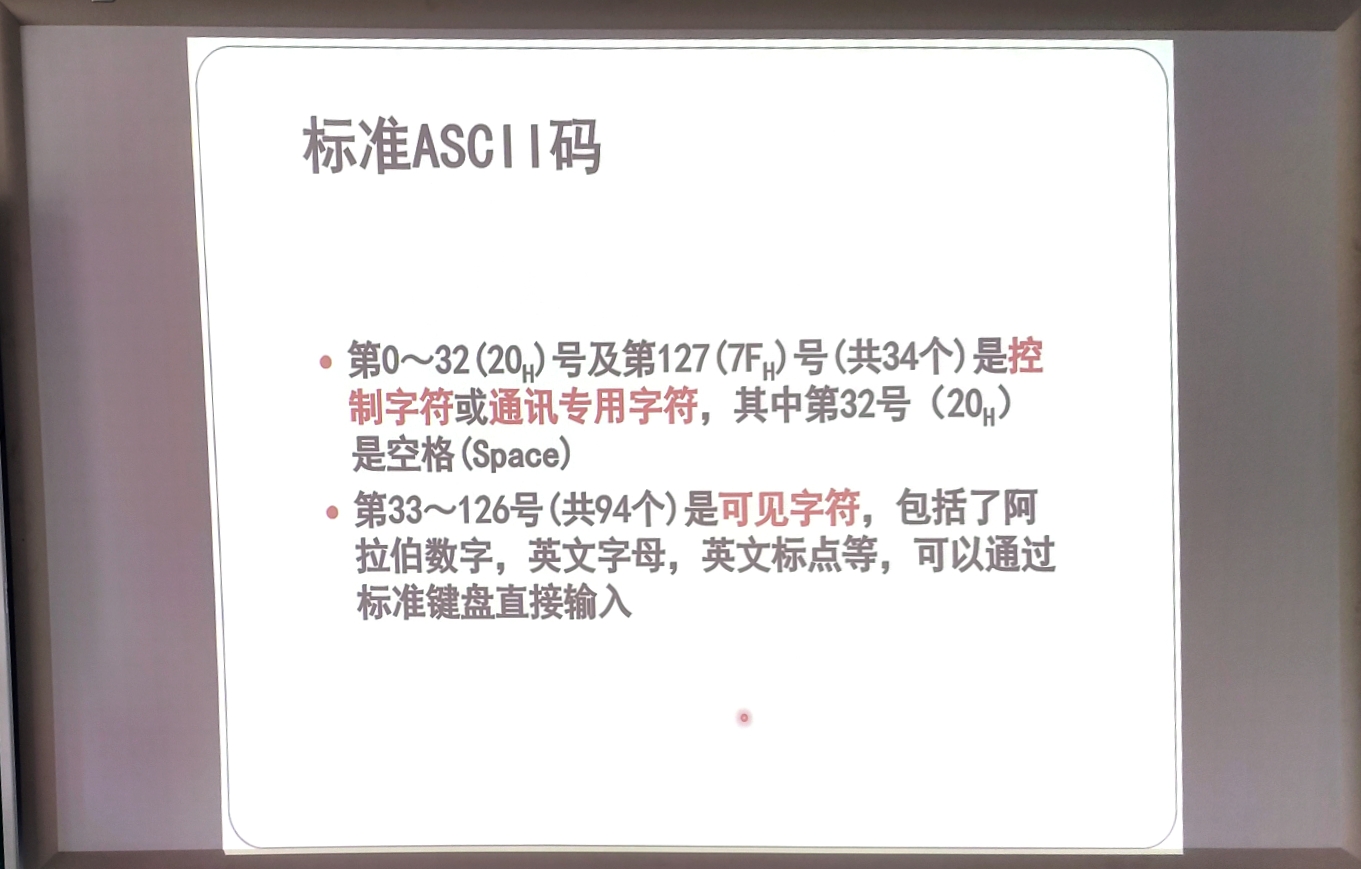 标准ASCII码
• 第0～32(20H)号及第127(7FH)号(共34个)是控
制字符或通讯专用字符，其中第32号（20H）
是空格(Space)
• 第33～126号(共94个)是可见字符，包括了阿
拉伯数字，英文字母，英文标点等，可以通过
标准键盘直接输入